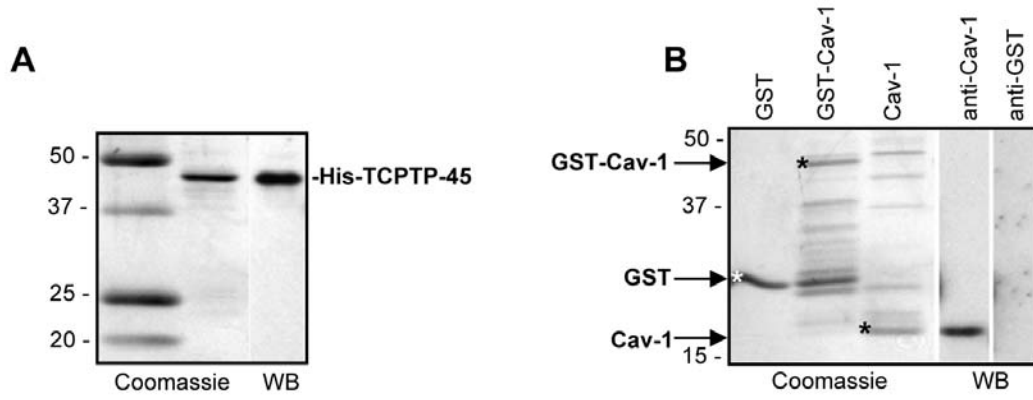 A
50 -
37 -
25 -
20 -
-His-TCPTP-45
Coomassie
WB
B
GST
GST-Cav-1
Cav-1
anti-Cav-1
anti-GST
50 -
37 -
25 -
15 -
GST-Cav-1
GST
Cav-1
*
*
*
Coomassie
WB